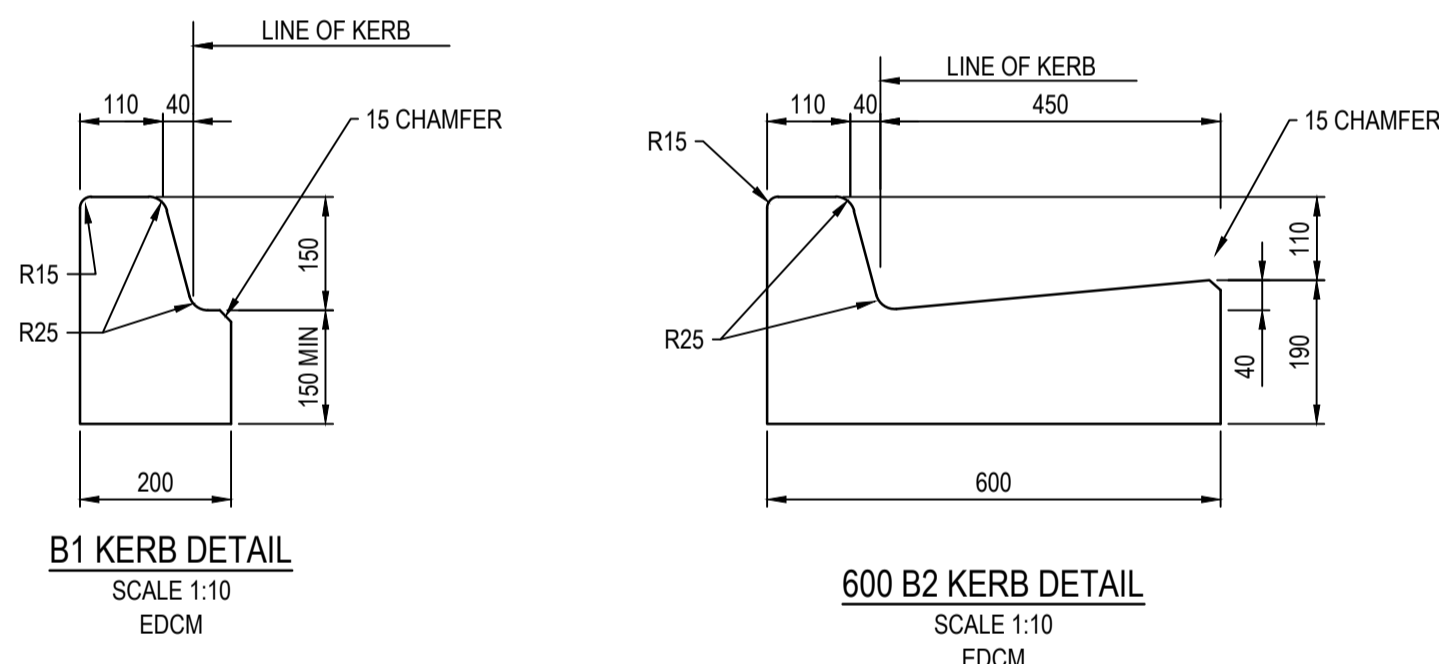 LINE OF KERB
110
40
15 CHAMFER
R15
R25
150
150 MIN
200
B1 KERB DETAIL
SCALE 1:10
EDCM
LINE OF KERB
110
40
450
15 CHAMFER
R15
R25
110
40
190
600
600 B2 KERB DETAIL
SCALE 1:10
EDCM